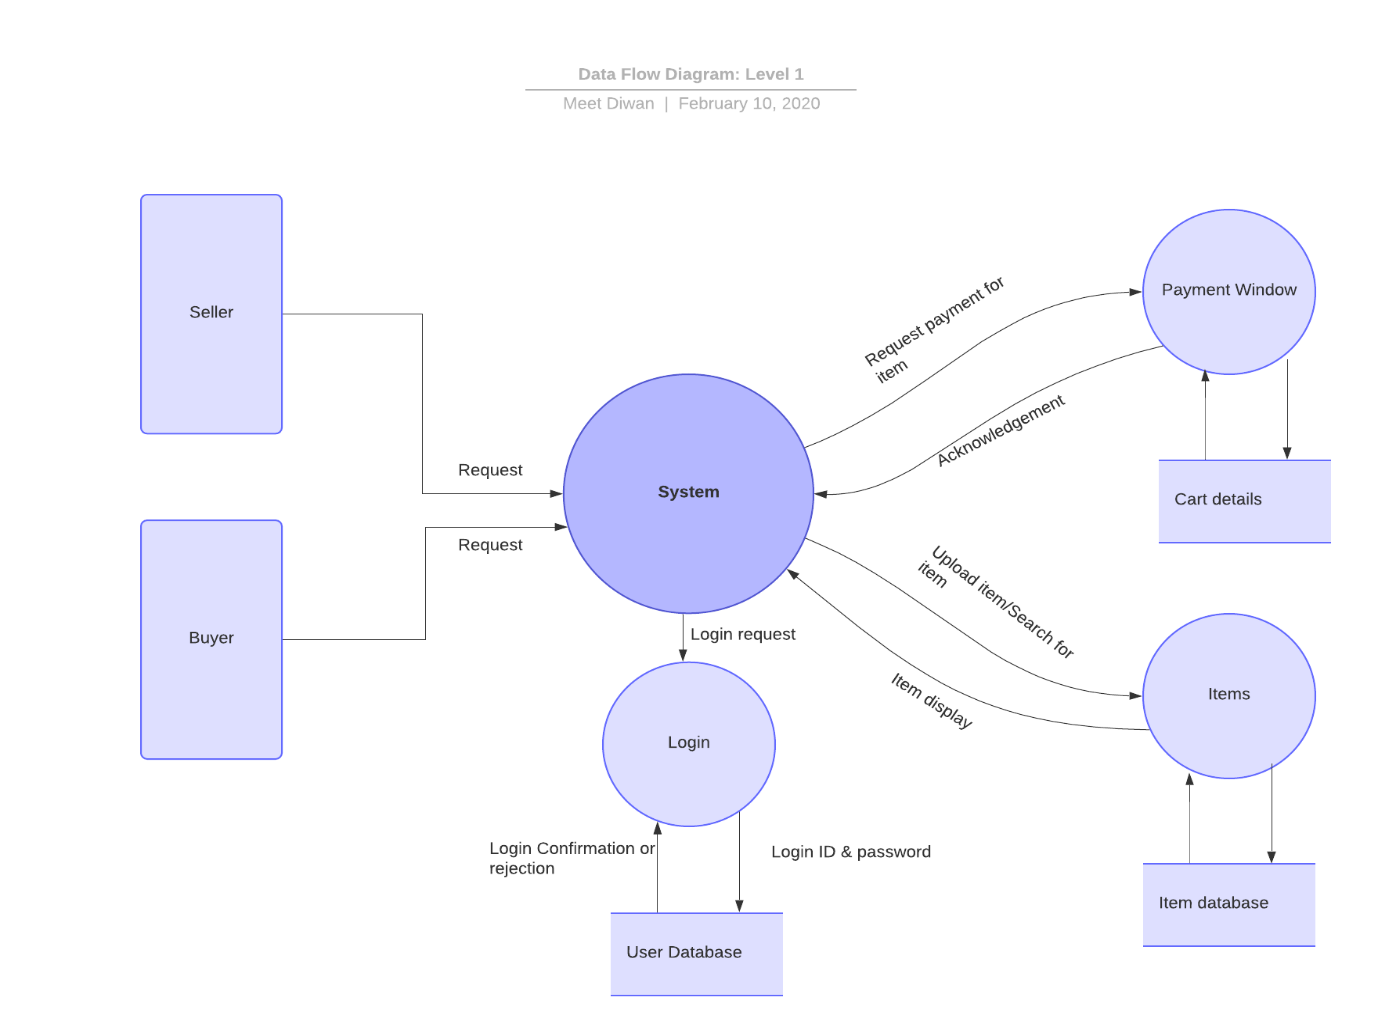 Data Flow Diagram: Level 1
Meet Diwan | February 10, 2020
Seller
Payment Window
Request payment for
item
Acknowledgement
Request
System
Cart details
Request
Buyer
Upload item/Search for
item
Login request
Item display
Items
Login
Login Confirmation or
rejection
Login ID & password
Item database
User Database